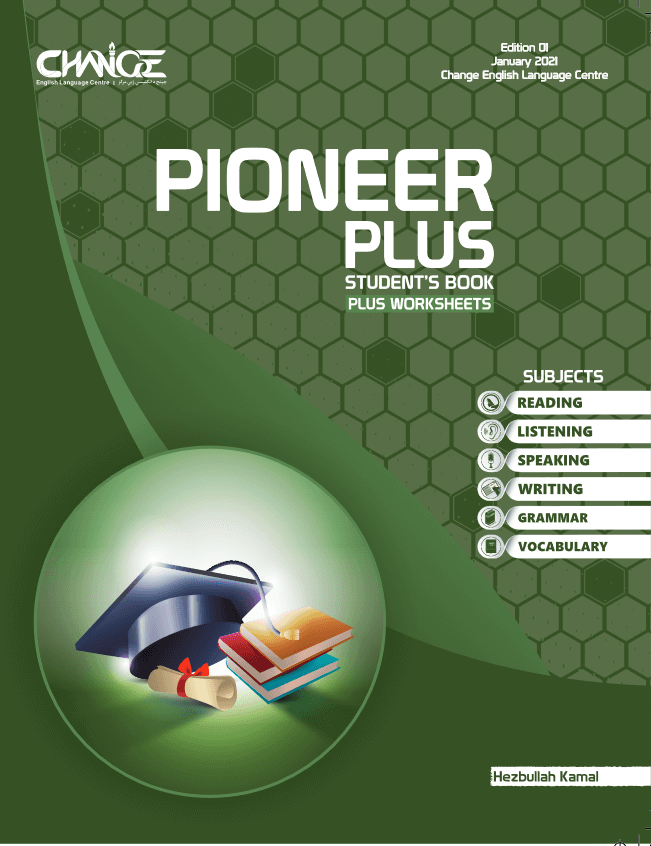 CHANGE
English Language Centre
Edition 01
January 2021
Change English Language Centre
PIONEER
PLUS
STUDENT'S BOOK
PLUS WORKSHEETS
SUBJECTS
READING
LISTENING
SPEAKING
WRITING
GRAMMAR
VOCABULARY
Hezbullah Kamal